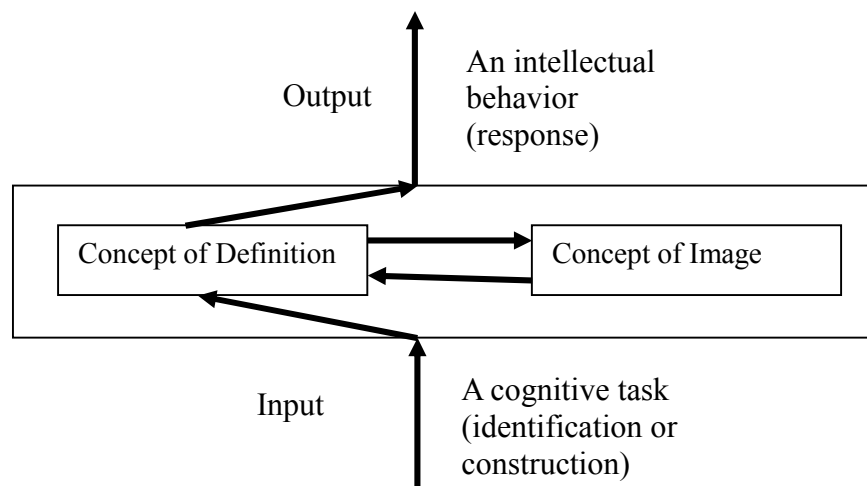 Output
An intellectual
behavior
(response)
Concept of Definition
Concept of Image
Input
A cognitive task
(identification or
construction)